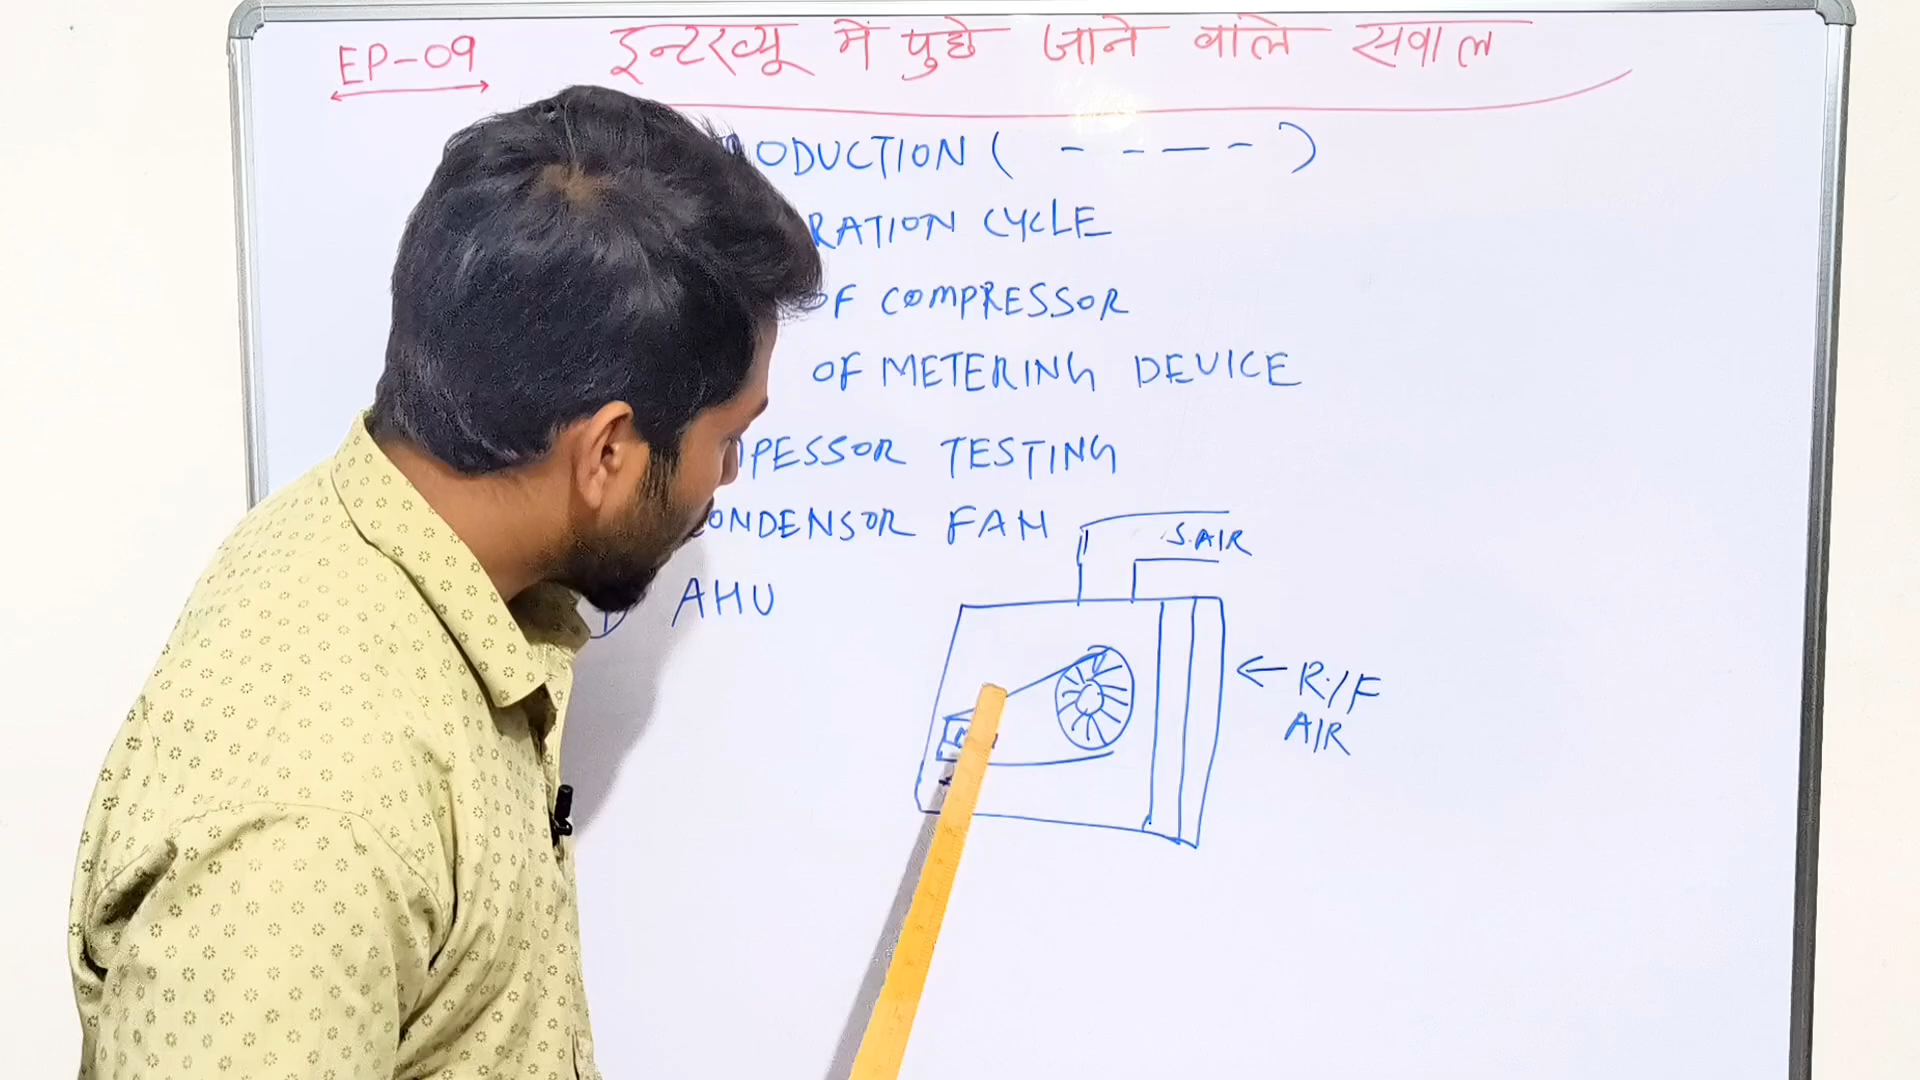 EP-09
इन्टरव्यू में पुछे जाने वाले सवाल
ODUCTION ( - - - - )
RATION CYCLE
OF COMPRESSOR
OF METERING DEVICE
PESSOR TESTING
ONDENSOR FAN
S.AIR
AHU
R./F
AIR